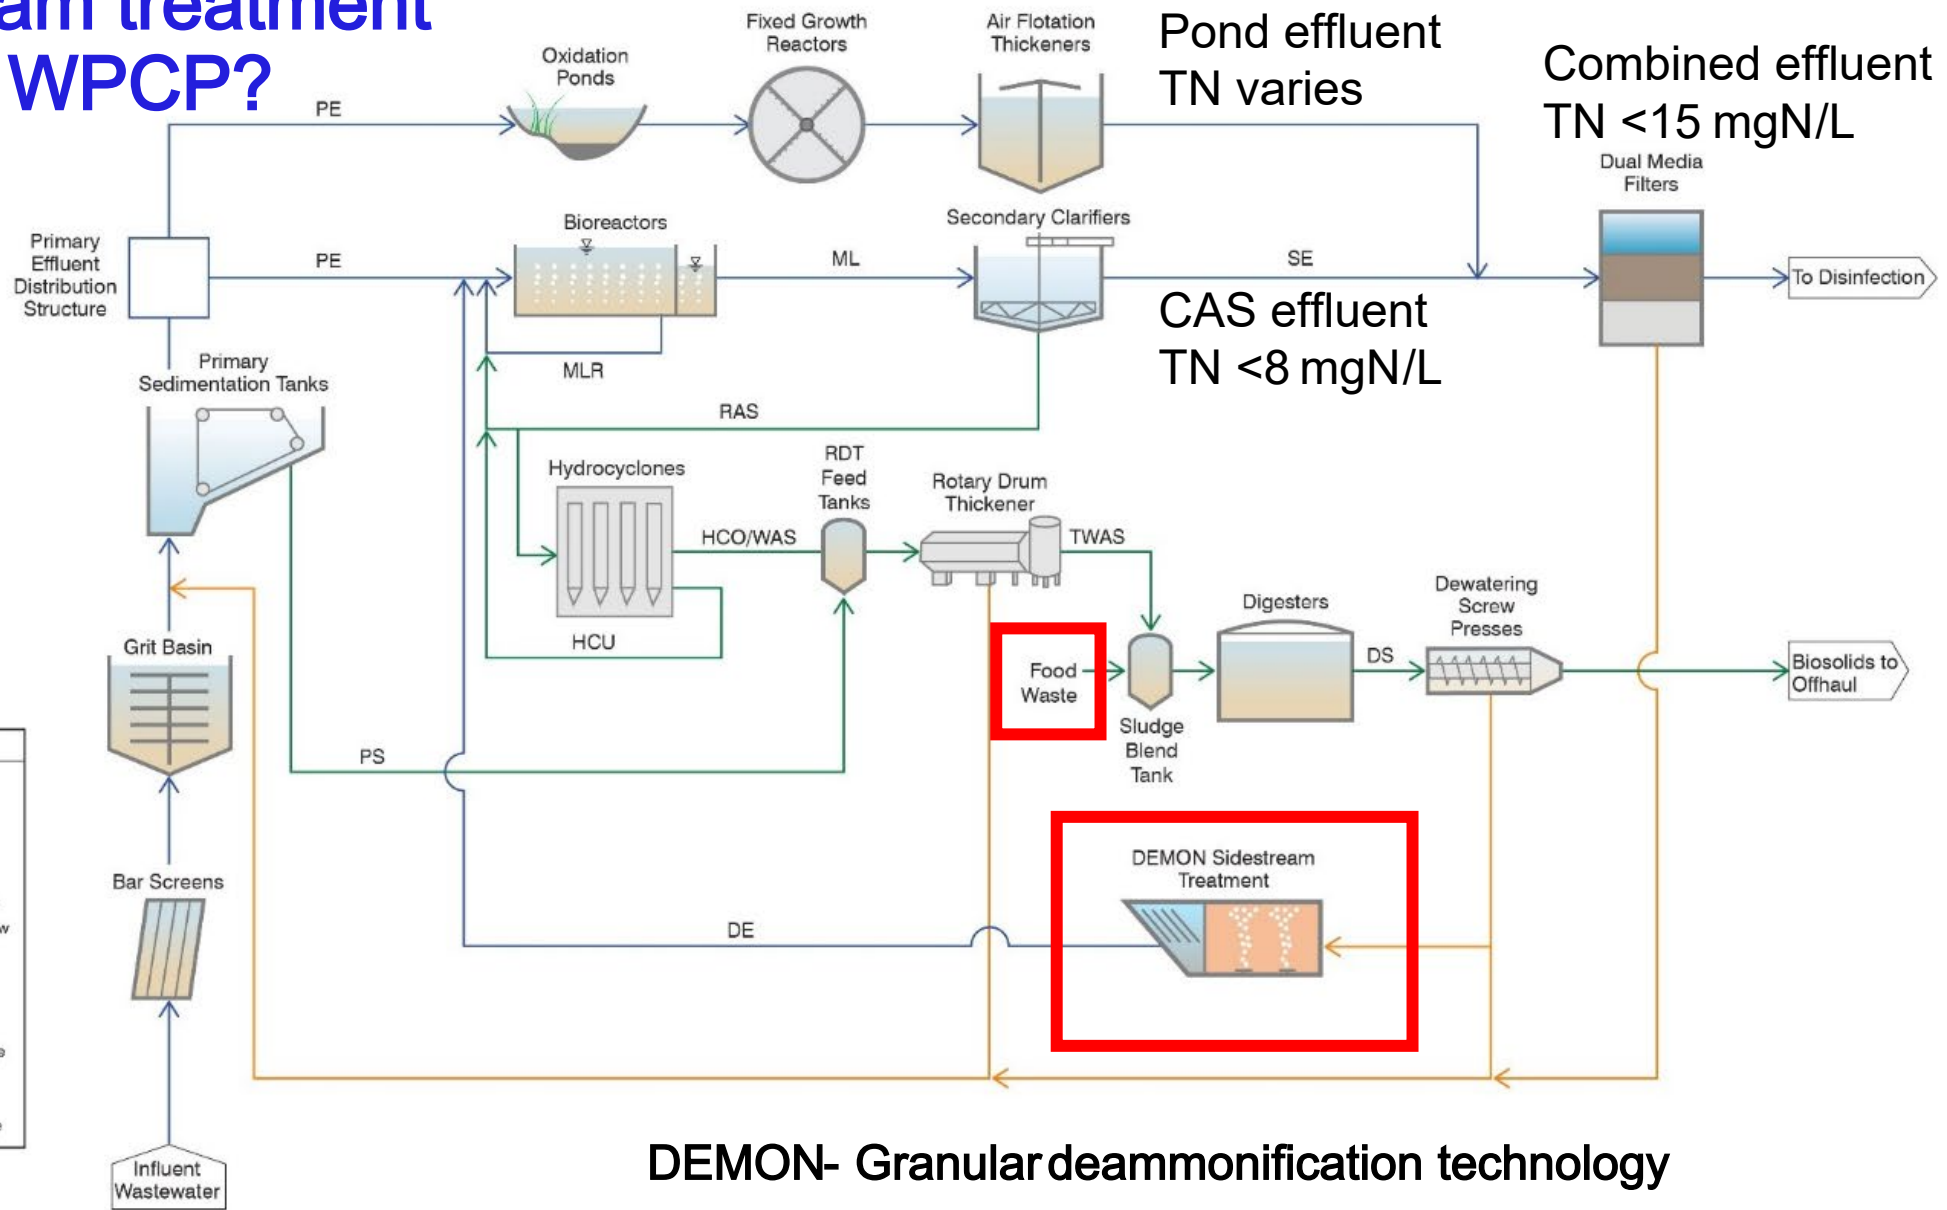 am treatment
WPCP?
Fixed Growth
Reactors
Air Flotation
Thickeners
Pond effluent
TN varies
Combined effluent
TN <15 mgN/L
Oxidation
Ponds
PE
Dual Media
Filters
Primary
Effluent
Distribution
Structure
PE
Bioreactors
ML
Secondary Clarifiers
SE
To Disinfection
CAS effluent
TN <8 mgN/L
MLR
Primary
Sedimentation Tanks
RAS
Hydrocyclones
RDT
Feed
Tanks
Rotary Drum
Thickener
HCO/WAS
TWAS
HCU
Food
Waste
Sludge
Blend
Tank
Digesters
DS
Dewatering
Screw
Presses
Biosolids to
Offhaul
Grit Basin
PS
DEMON Sidestream
Treatment
Bar Screens
w
DE
Influent
Wastewater
DEMON- Granular deammonification technology